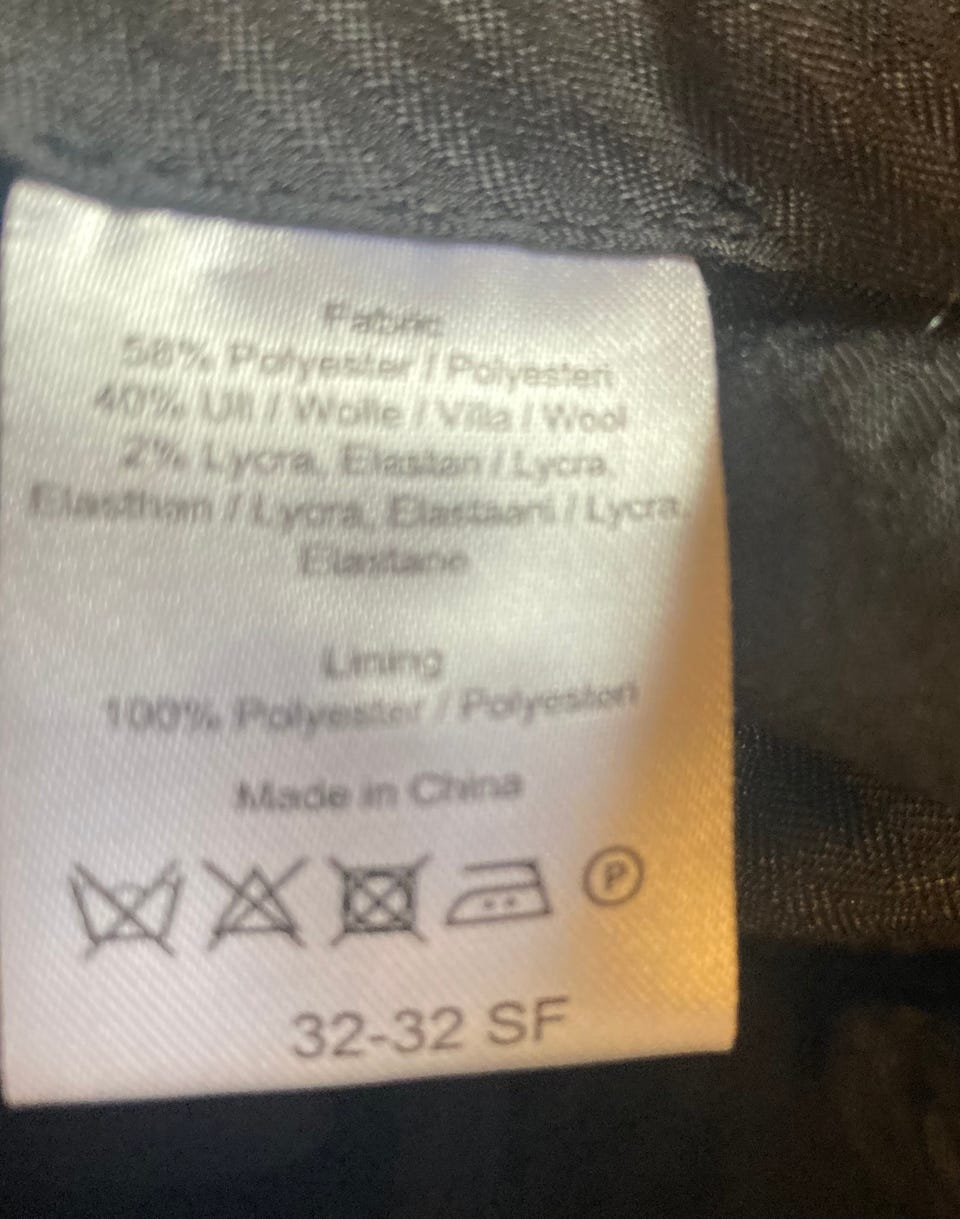 Fabric
58% Polyester / Polyesteri
40% Ull / Wolle / Villa / Wool
2% Lycra, Elastan / Lycra,
Elasthan / Lycra, Elastaani / Lycra,
Elastane
Lining
100% Polyester / Polyesteri
Made in China
P
32-32 SF